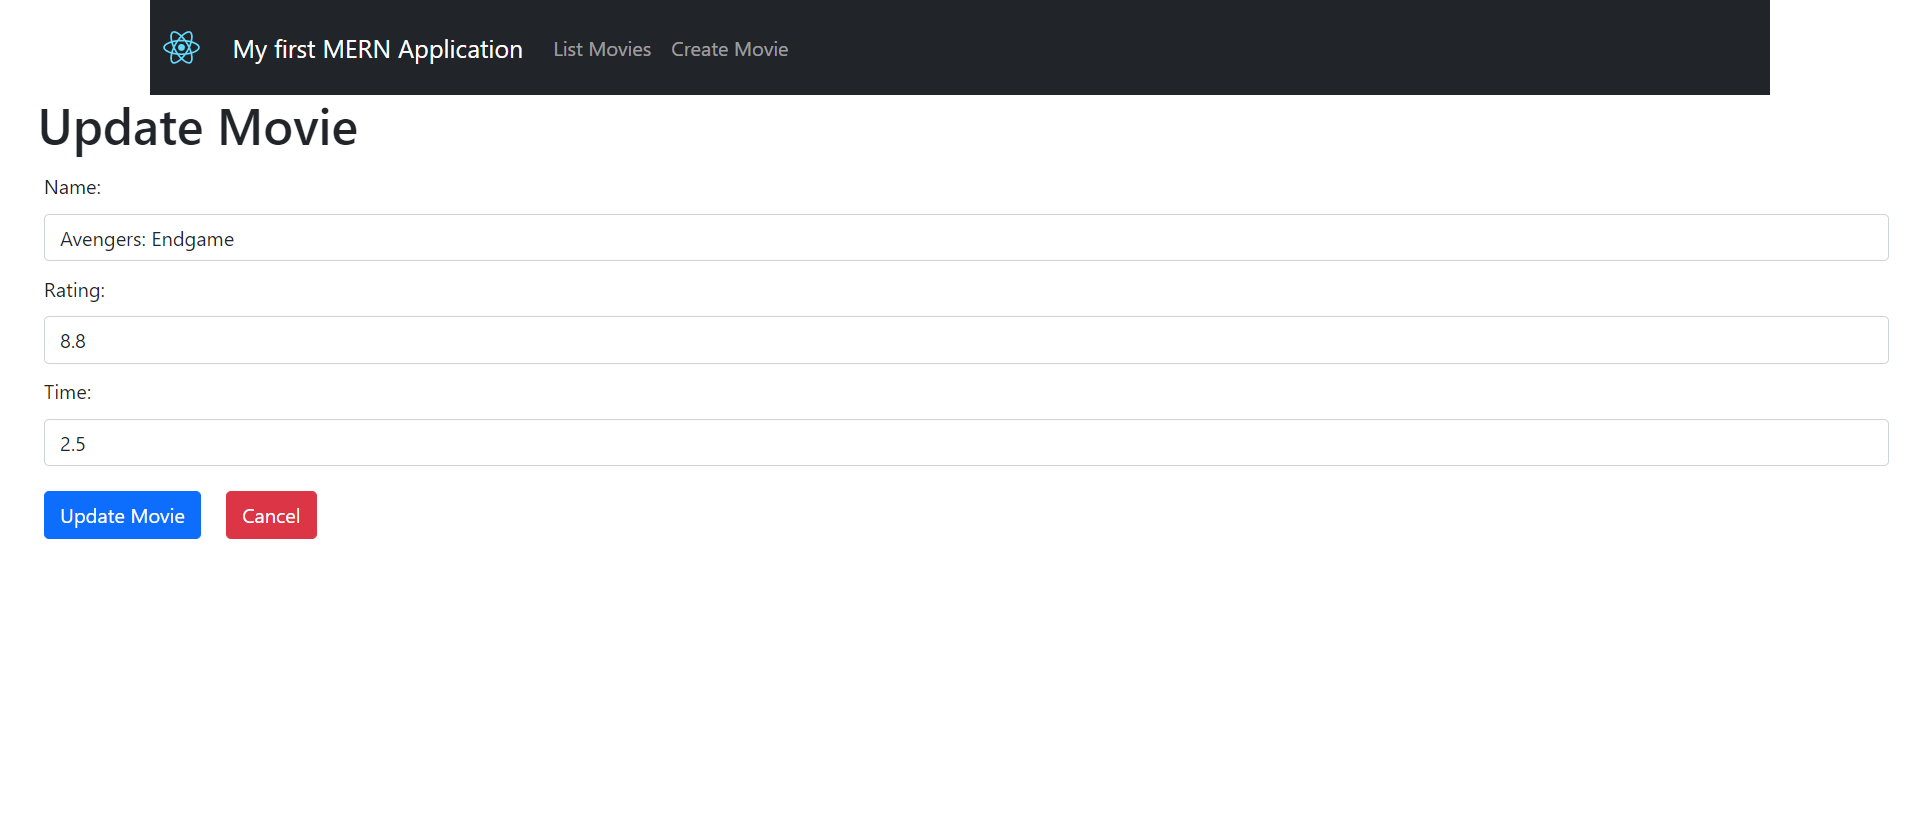 My first MERN Application List Movies Create Movie
Update Movie
Name:
Avengers: Endgame
Rating:
8.8
Time:
2.5
Update Movie Cancel